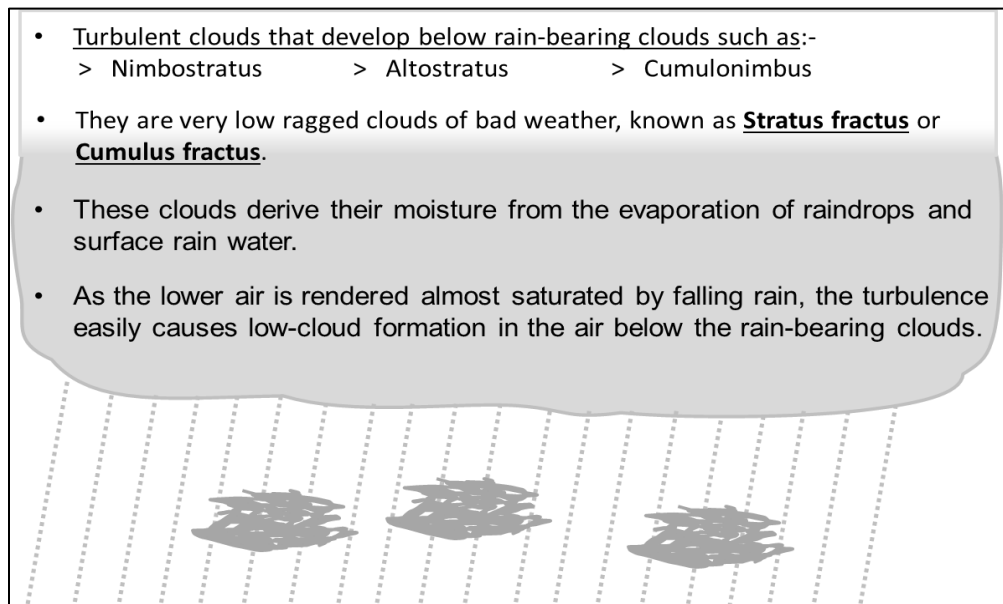 • Turbulent clouds that develop below rain-bearing clouds such as:-
> Nimbostratus > Altostratus > Cumulonimbus
• They are very low ragged clouds of bad weather, known as Stratus fractus or
Cumulus fractus.
• These clouds derive their moisture from the evaporation of raindrops and
surface rain water.
• As the lower air is rendered almost saturated by falling rain, the turbulence
easily causes low-cloud formation in the air below the rain-bearing clouds.